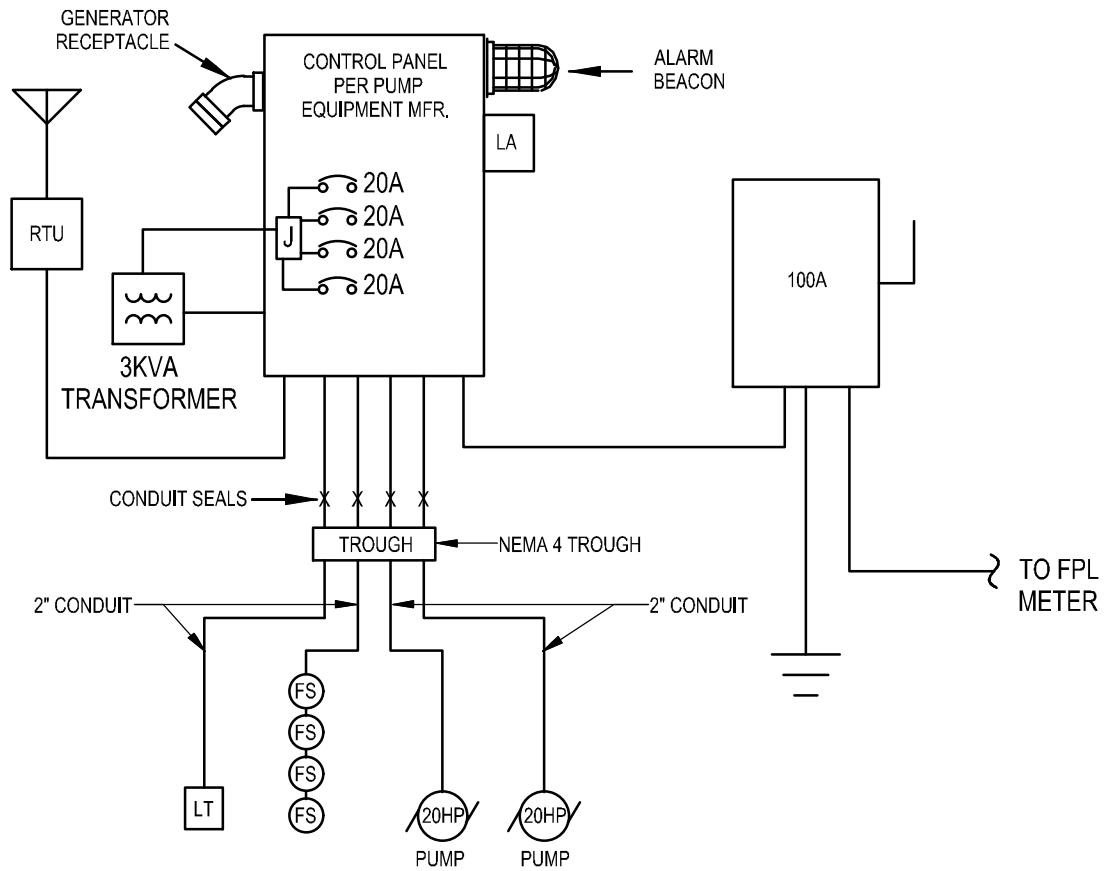 GENERATOR
RECEPTACLE
CONTROL PANEL
PER PUMP
EQUIPMENT MFR.
ALARM
BEACON
LA
RTU
J
20A
20A
20A
20A
100A
3KVA
TRANSFORMER
CONDUIT SEALS
X X X X
TROUGH
NEMA 4 TROUGH
TO FPL
METER
2" CONDUIT
2" CONDUIT
FS
FS
FS
FS
LT
20HP
PUMP
20HP
PUMP